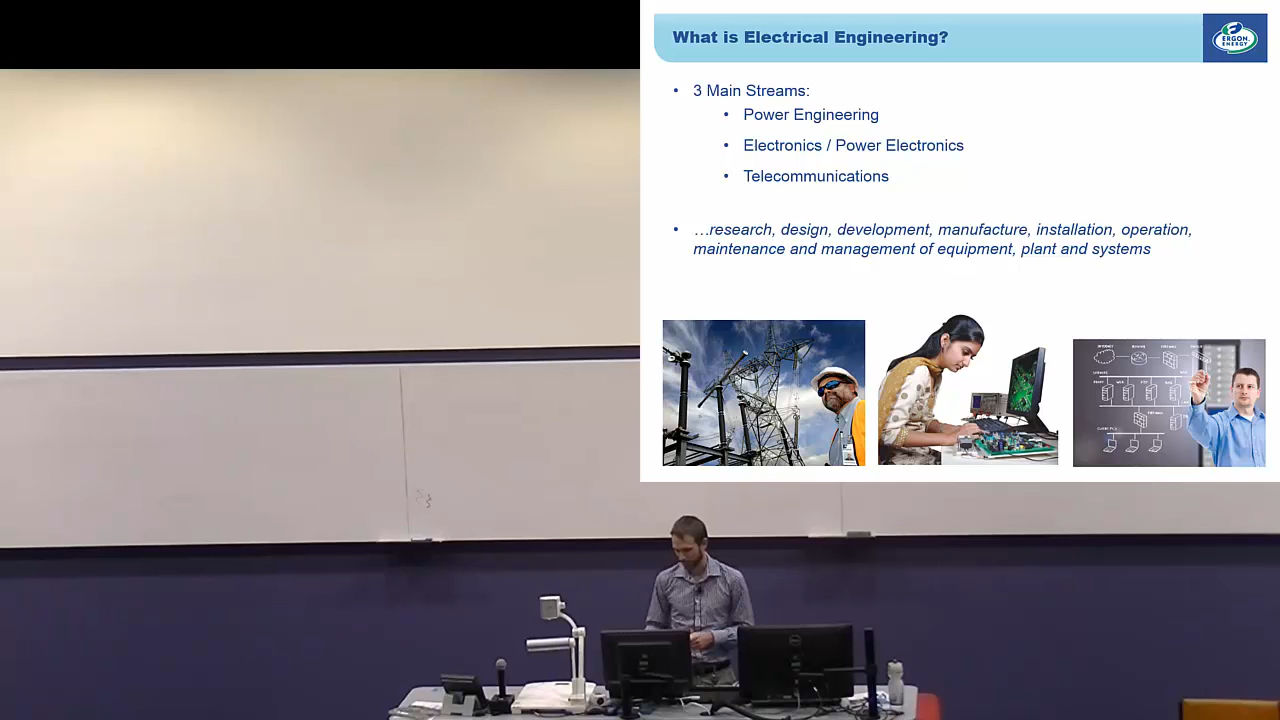 What is Electrical Engineering?
ERGON
ENERGY
• 3 Main Streams:
• Power Engineering
• Electronics / Power Electronics
• Telecommunications
• …research, design, development, manufacture, installation, operation,
maintenance and management of equipment, plant and systems